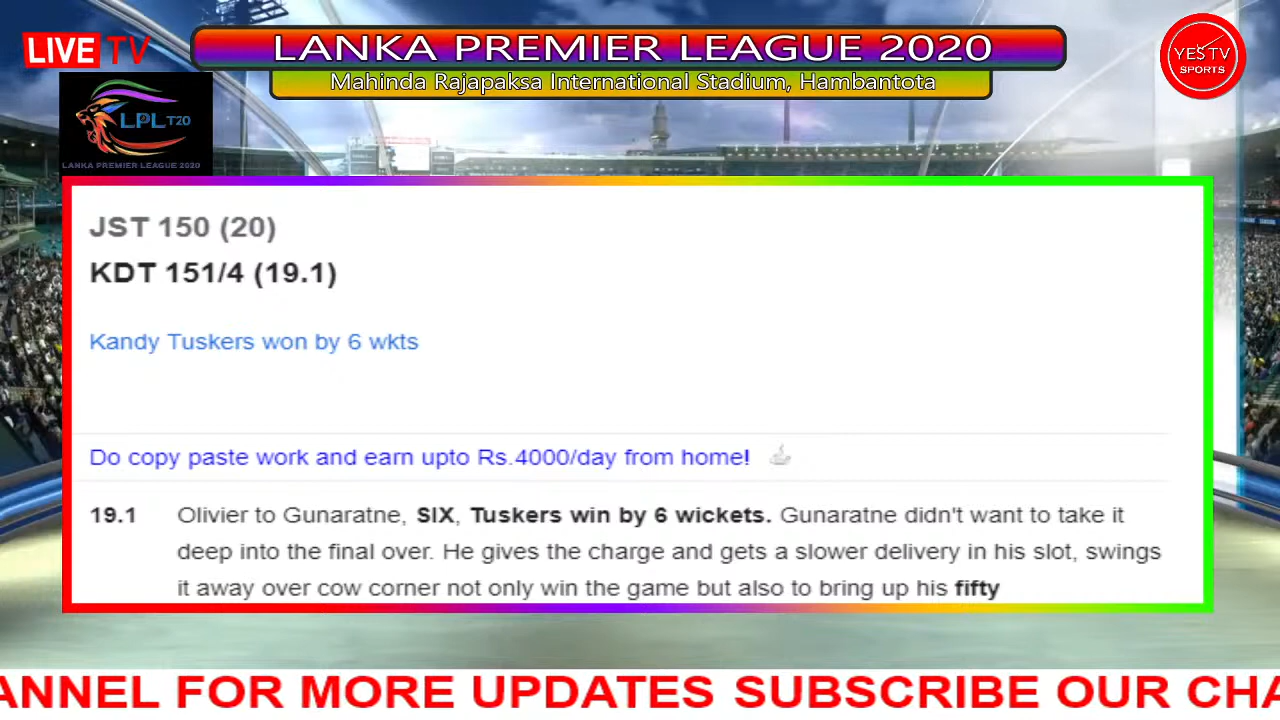 LIVE TV
LANKA PREMIER LEAGUE 2020
Mahinda Rajapaksa International Stadium, Hambantota
YES TV
SPORTS
LPL T20
LANKA PREMIER LEAGUE 2020
JST 150 (20)
KDT 151/4 (19.1)
Kandy Tuskers won by 6 wkts
Do copy paste work and earn upto Rs.4000/day from home!
19.1 Olivier to Gunaratne, SIX, Tuskers win by 6 wickets. Gunaratne didn't want to take it
deep into the final over. He gives the charge and gets a slower delivery in his slot, swings
it away over cow corner not only win the game but also to bring up his fifty
ANNEL FOR MORE UPDATES SUBSCRIBE OUR CHA